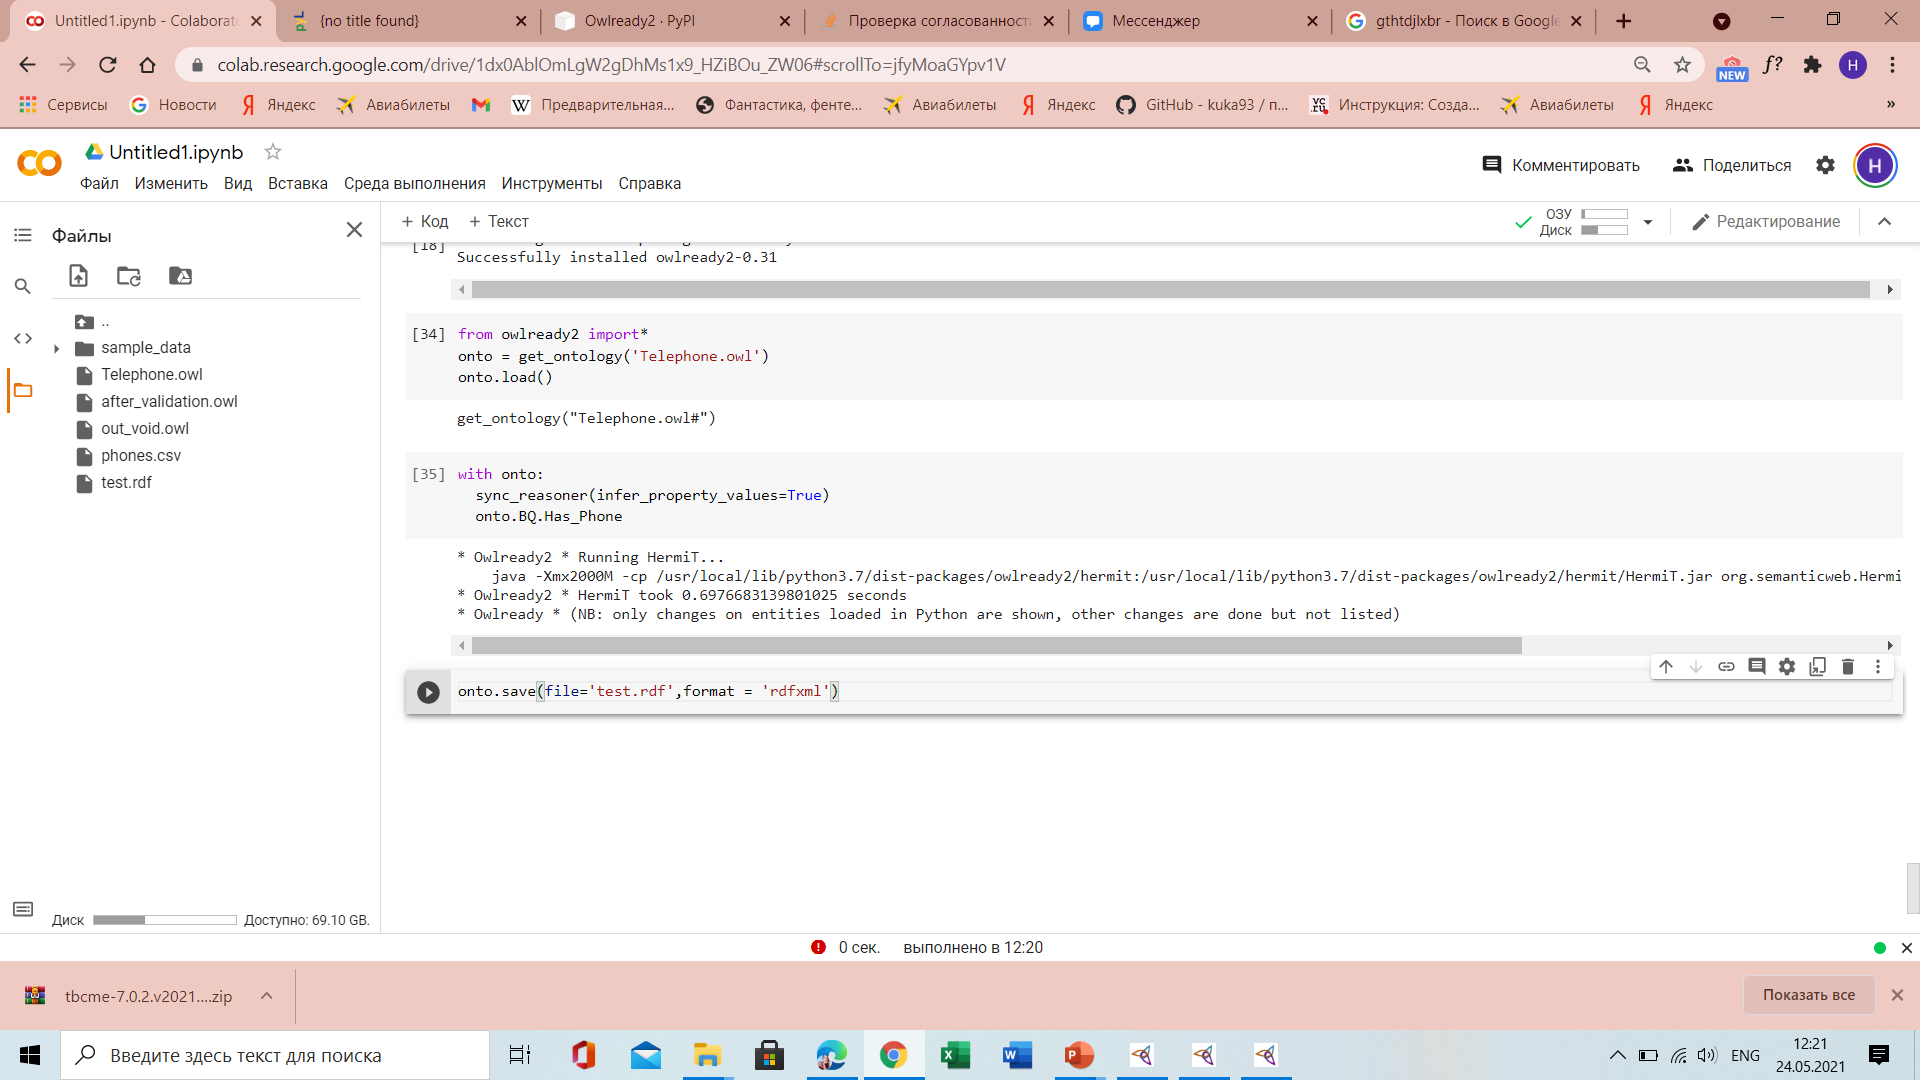 Untitled1.ipynb - Colaborato
{no title found}
Owlready2 · PyPI
Проверка согласованност
Мессенджер
gthtdjlxbr - Поиск в Google
colab.research.google.com/drive/1dx0AblOmLgW2gDhMs1x9_HZiBOu_ZW06#scrollTo=jfyMoaGYpv1V
NEW
f?
H
Сервисы
Новости
Яндекс
Авиабилеты
Предварительная...
Фантастика, фенте...
Авиабилеты
Яндекс
GitHub - kuka93 / п...
Инструкция: Созда...
Авиабилеты
Яндекс
»
Untitled1.ipynb
Файл Изменить Вид Вставка Среда выполнения Инструменты Справка
Комментировать
Поделиться
H
Файлы
+ Код + Текст
ОЗУ
Диск
Редактирование
..
sample_data
Telephone.owl
after_validation.owl
out_void.owl
phones.csv
test.rdf
[18]
Successfully installed owlready2-0.31
[34] from owlready2 import*
onto = get_ontology('Telephone.owl')
onto.load()
get_ontology("Telephone.owl#")
[35] with onto:
sync_reasoner(infer_property_values=True)
onto.BQ.Has_Phone
* Owlready2 * Running HermiT...
java -Xmx2000M -cp /usr/local/lib/python3.7/dist-packages/owlready2/hermit:/usr/local/lib/python3.7/dist-packages/owlready2/hermit/HermiT.jar org.semanticweb.Hermi
* Owlready2 * HermiT took 0.6976683139801025 seconds
* Owlready * (NB: only changes on entities loaded in Python are shown, other changes are done but not listed)
onto.save(file='test.rdf',format = 'rdfxml')
Диск
Доступно: 69.10 GB.
0 сек. выполнено в 12:20
tbcme-7.0.2.v2021....zip
Показать все
Введите здесь текст для поиска
ENG
12:21
24.05.2021